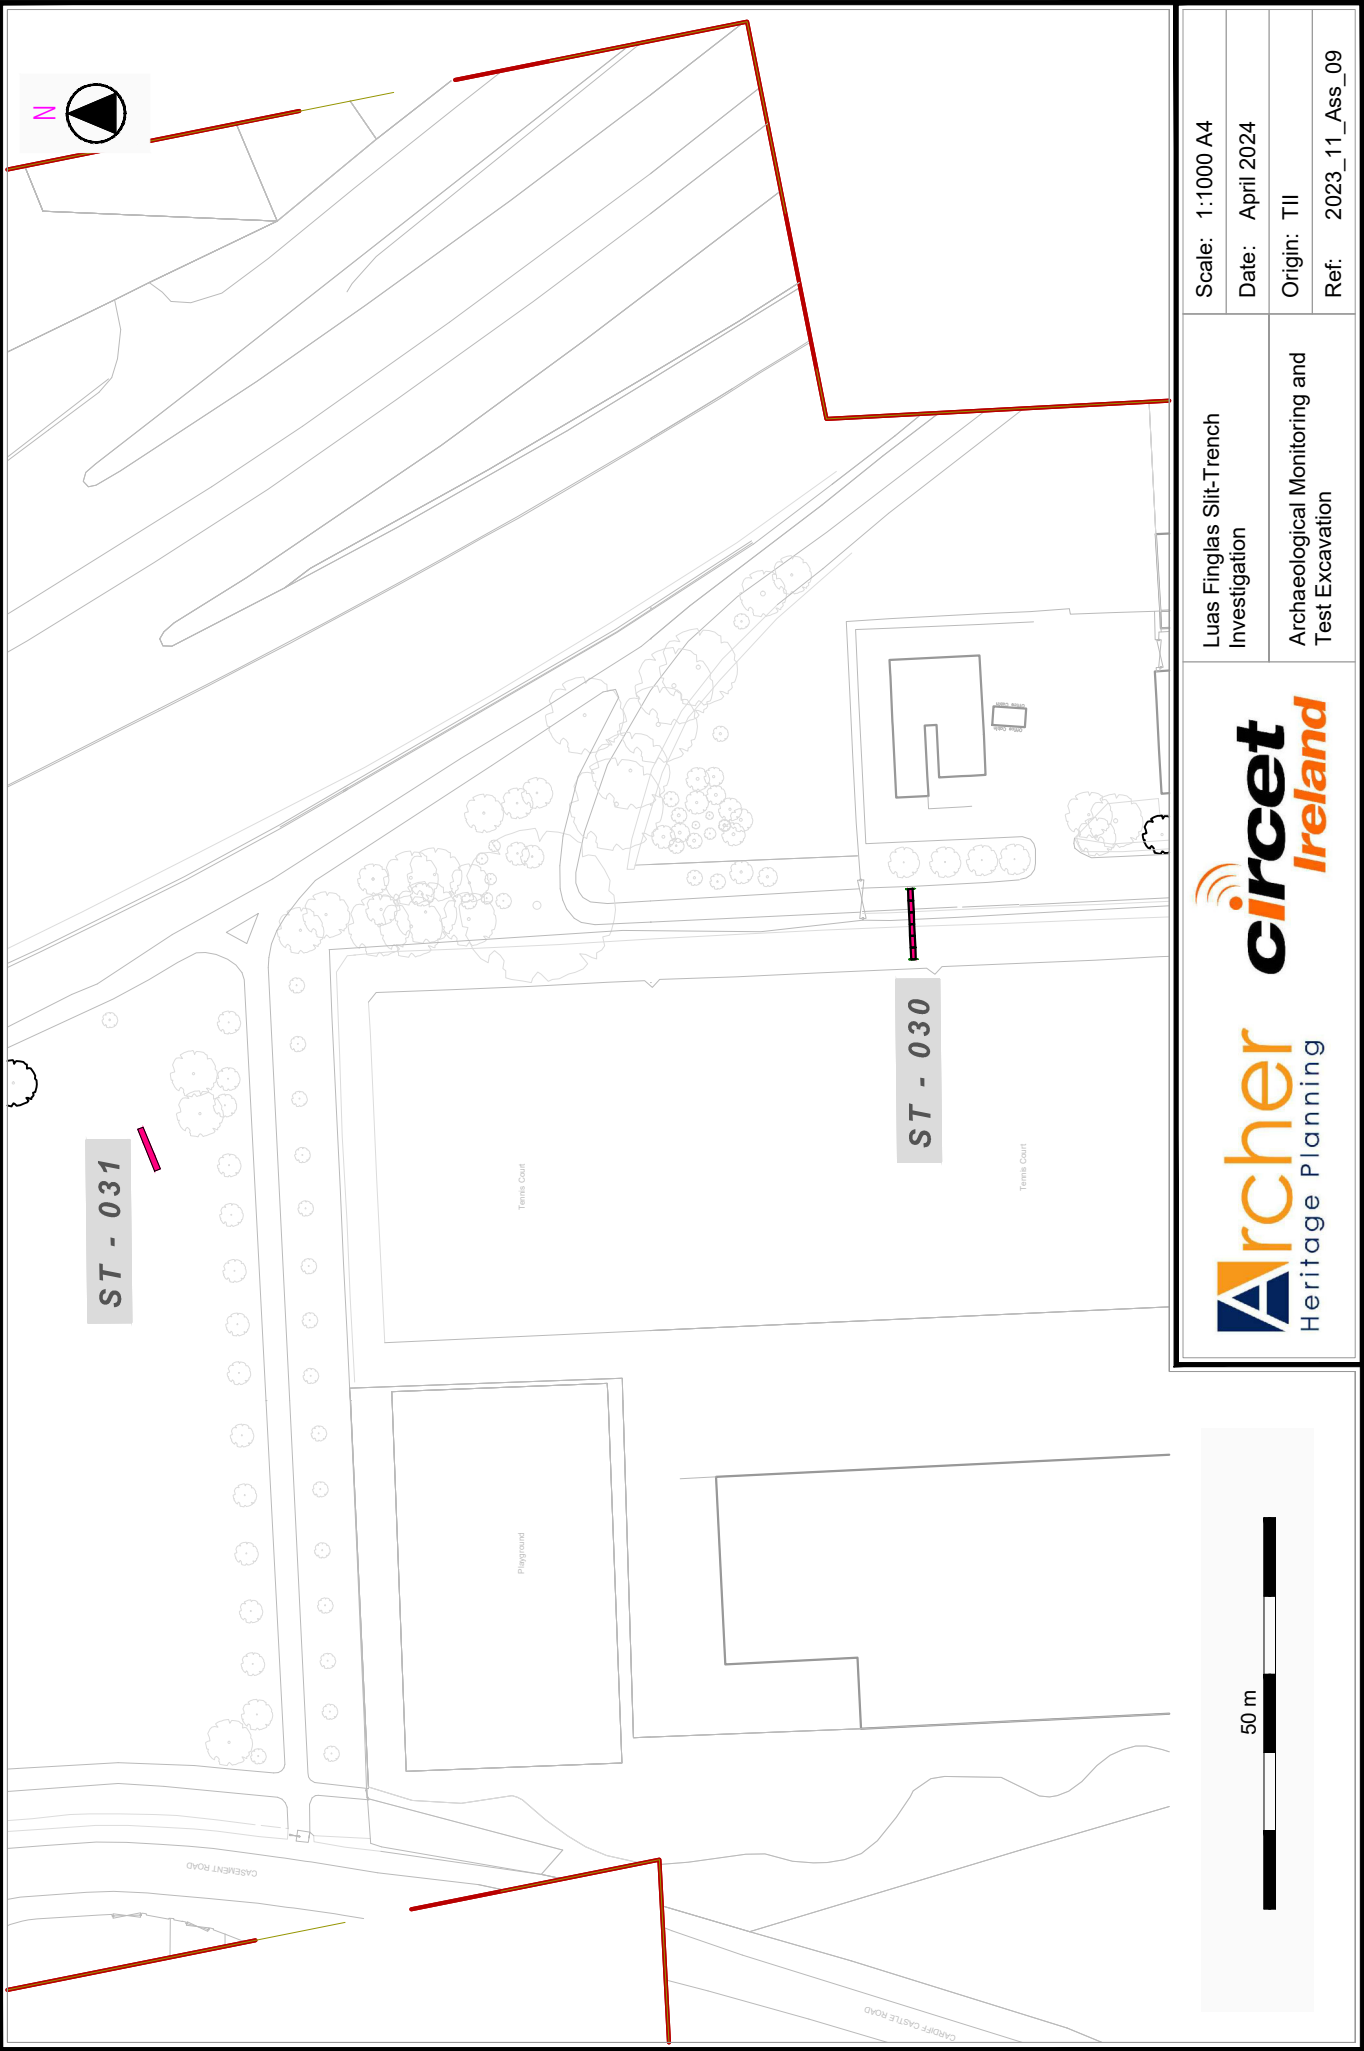 N
ST - 031
ST - 030
Tennis Court
Tennis Court
Playground
CASEMENT ROAD
CARDIFF CASTLE ROAD
50 m
Archer
Heritage Planning
circet
Ireland
Luas Finglas Slit-Trench
Investigation
Archaeological Monitoring and
Test Excavation
Scale: 1:1000 A4
Date: April 2024
Origin: TII
Ref: 2023_11_Ass_09